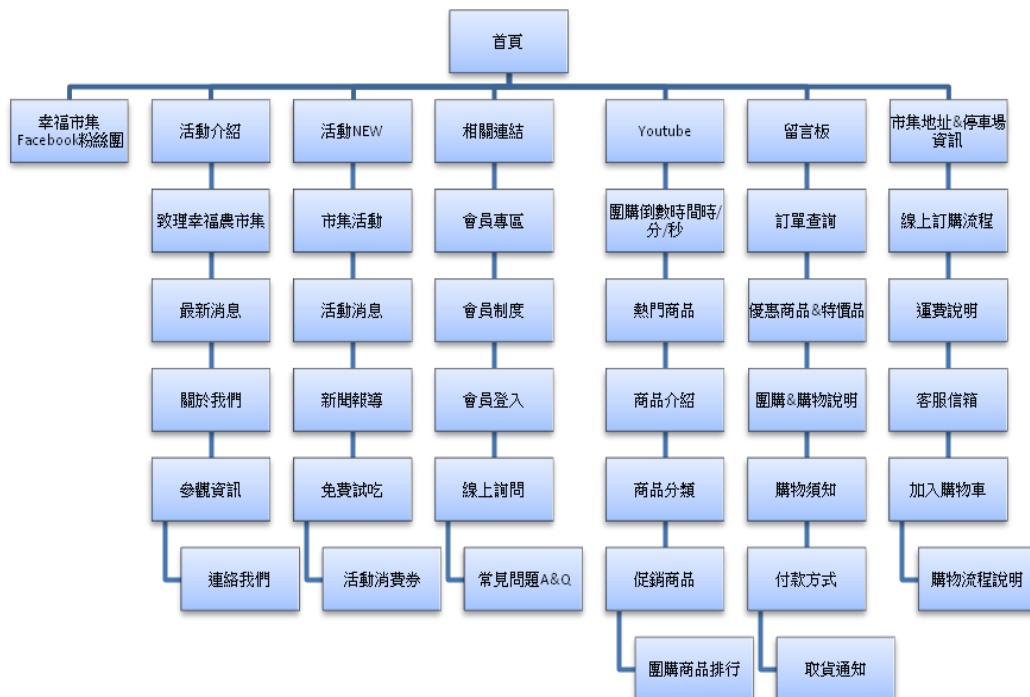 首頁
幸福市集
Facebook粉絲團
活動介紹
活動NEW
相關連結
Youtube
留言板
市集地址&停車場
資訊
致理幸福農市集
市集活動
會員專區
團購倒數時間時/
分/秒
訂單查詢
線上訂購流程
最新消息
活動消息
會員制度
熱門商品
優惠商品&特價品
運費說明
關於我們
新聞報導
會員登入
商品介紹
團購&購物說明
客服信箱
參觀資訊
免費試吃
線上詢問
商品分類
購物須知
加入購物車
連絡我們
活動消費券
常見問題A&Q
促銷商品
付款方式
購物流程說明
團購商品排行
取貨通知